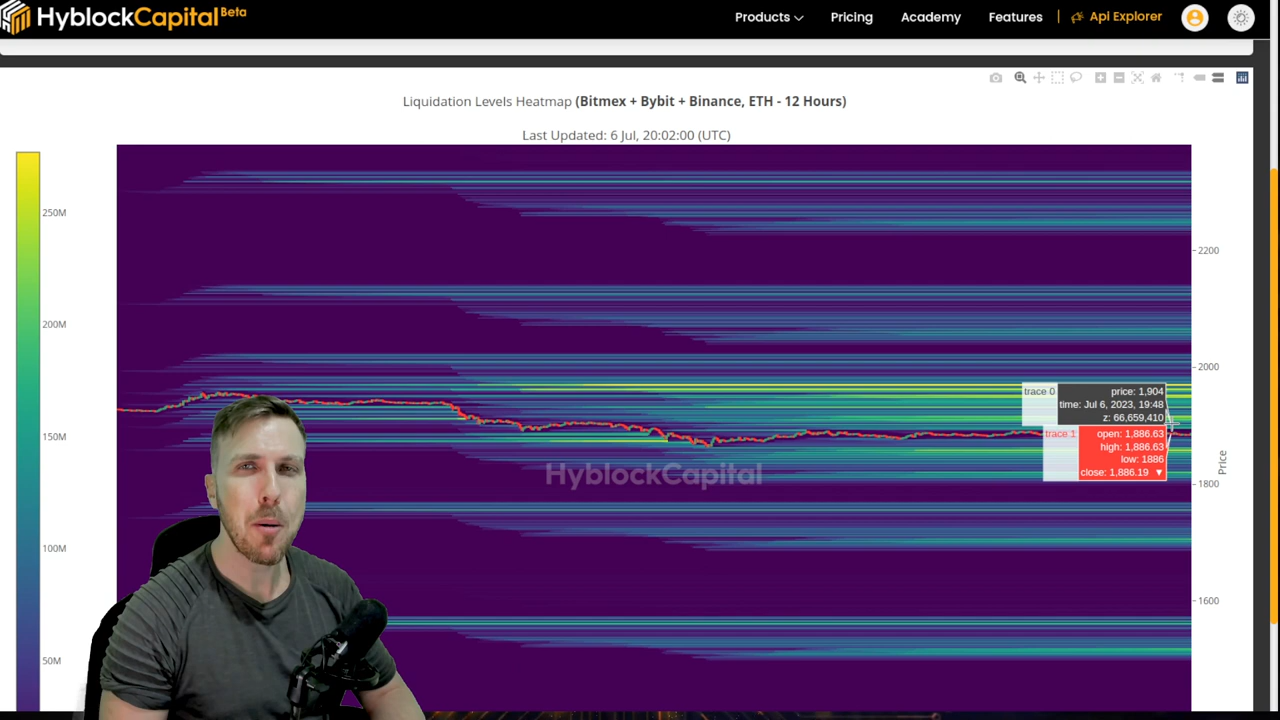 HyblockCapital Beta
Products Pricing Academy Features Api Explorer
Liquidation Levels Heatmap (Bitmex + Bybit + Binance, ETH - 12 Hours)
Last Updated: 6 Jul, 20:02:00 (UTC)
250M
200M
150M
100M
50M
2200
2000
1800
1600
Price
trace 0
price: 1,904
time: Jul 6, 2023, 19:48
z: 66,659,410
trace 1
open: 1,886.63
high: 1,886.63
low: 1886
close: 1,886.19 ▼
HyblockCapital